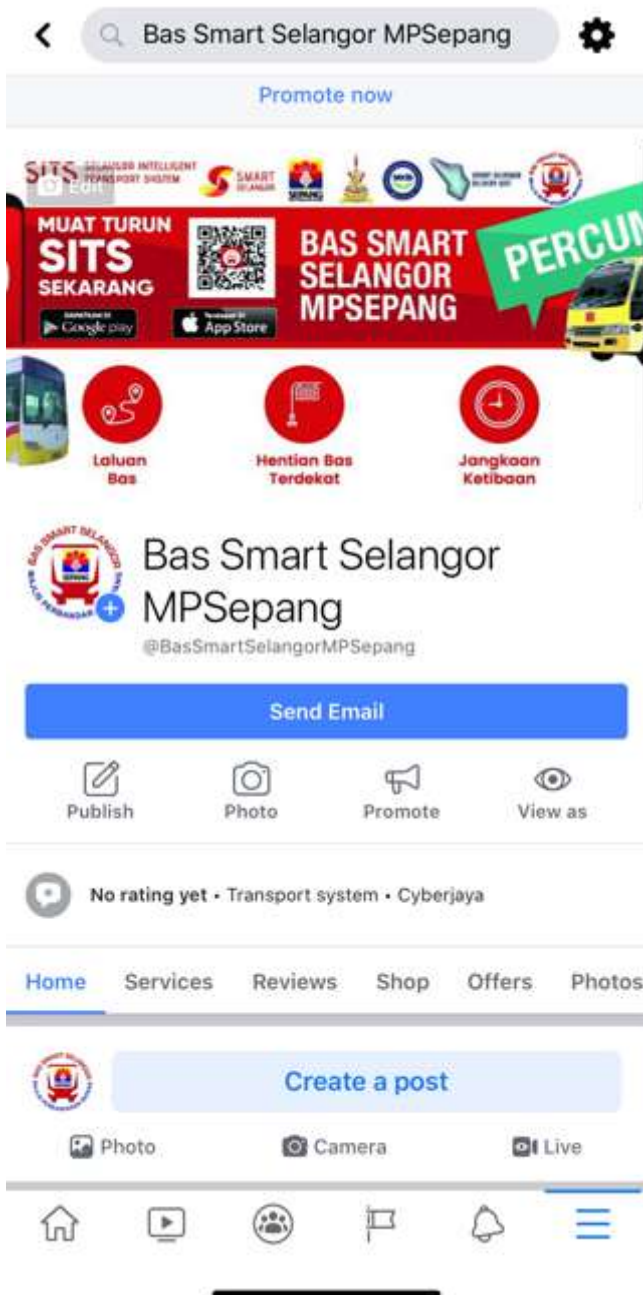 Bas Smart Selangor MPSepang
Promote now
SITS SELANGOR INTELLIGENT
TRANSPORT SYSTEM
SMART
SELANGOR
SEPANG
Edit
MUAT TURUN
SITS
SEKARANG
Google play
App Store
BAS SMART
SELANGOR
MPSEPANG
PERCUM
Laluan
Bas
Hentian Bas
Terdekat
Jangkaan
Ketibaan
Bas Smart Selangor
MPSepang
@BasSmartSelangorMPSepang
Send Email
Publish
Photo
Promote
View as
No rating yet • Transport system • Cyberjaya
Home
Services
Reviews
Shop
Offers
Photos
Create a post
Photo
Camera
Live